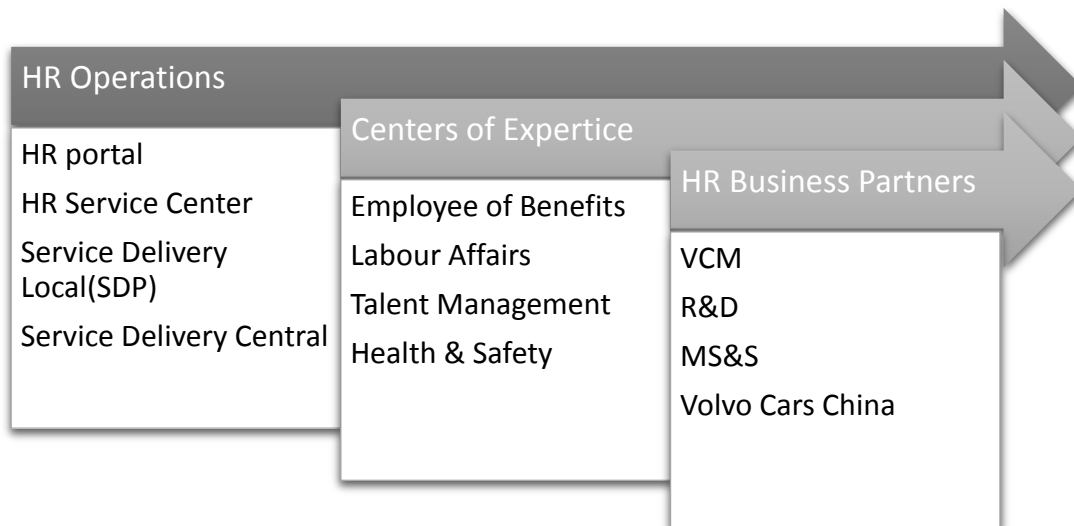 HR Operations
HR portal
HR Service Center
Service Delivery
Local(SDP)
Service Delivery Central
Centers of Expertice
Employee of Benefits
Labour Affairs
Talent Management
Health & Safety
HR Business Partners
VCM
R&D
MS&S
Volvo Cars China